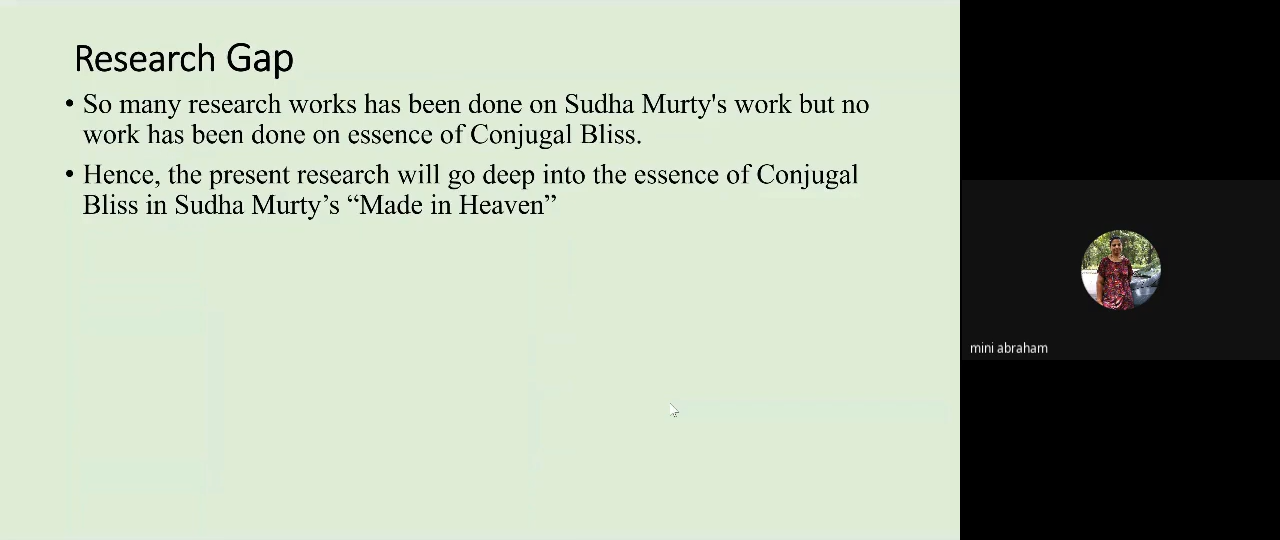 Research Gap
• So many research works has been done on Sudha Murty's work but no
work has been done on essence of Conjugal Bliss.
• Hence, the present research will go deep into the essence of Conjugal
Bliss in Sudha Murty’s “Made in Heaven”
mini abraham